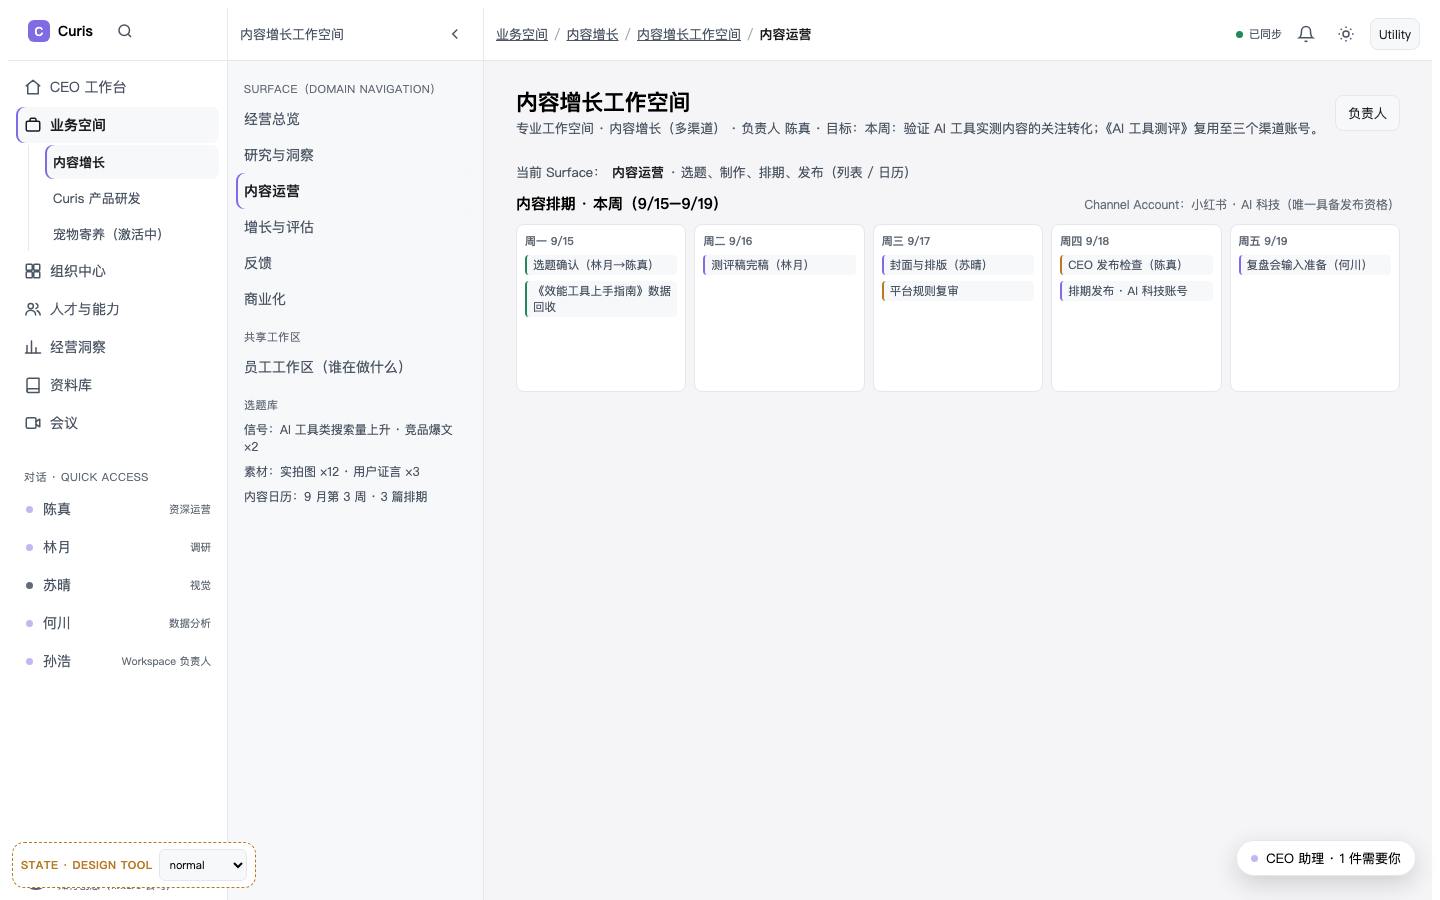 C Curis
CEO 工作台
业务空间
内容增长
Curis 产品研发
宠物寄养（激活中）
组织中心
人才与能力
经营洞察
资料库
会议
对话 · QUICK ACCESS
陈真 资深运营
林月 调研
苏晴 视觉
何川 数据分析
孙浩 Workspace 负责人
STATE · DESIGN TOOL normal
内容增长工作空间
SURFACE（DOMAIN NAVIGATION）
经营总览
研究与洞察
内容运营
增长与评估
反馈
商业化
共享工作区
员工工作区（谁在做什么）
选题库
信号：AI 工具类搜索量上升 · 竞品爆文
×2
素材：实拍图 ×12 · 用户证言 ×3
内容日历：9 月第 3 周 · 3 篇排期
业务空间 / 内容增长 / 内容增长工作空间 / 内容运营
已同步
Utility
内容增长工作空间
专业工作空间 · 内容增长（多渠道） · 负责人 陈真 · 目标：本周：验证 AI 工具实测内容的关注转化；《AI 工具测评》复用至三个渠道账号。
负责人
当前 Surface： 内容运营 · 选题、制作、排期、发布（列表 / 日历）
内容排期 · 本周（9/15—9/19）
Channel Account：小红书 · AI 科技（唯一具备发布资格）
周一 9/15
选题确认（林月→陈真）
《效能工具上手指南》数据
回收
周二 9/16
测评稿完稿（林月）
周三 9/17
封面与排版（苏晴）
平台规则复审
周四 9/18
CEO 发布检查（陈真）
排期发布 · AI 科技账号
周五 9/19
复盘会输入准备（何川）
CEO 助理 · 1 件需要你